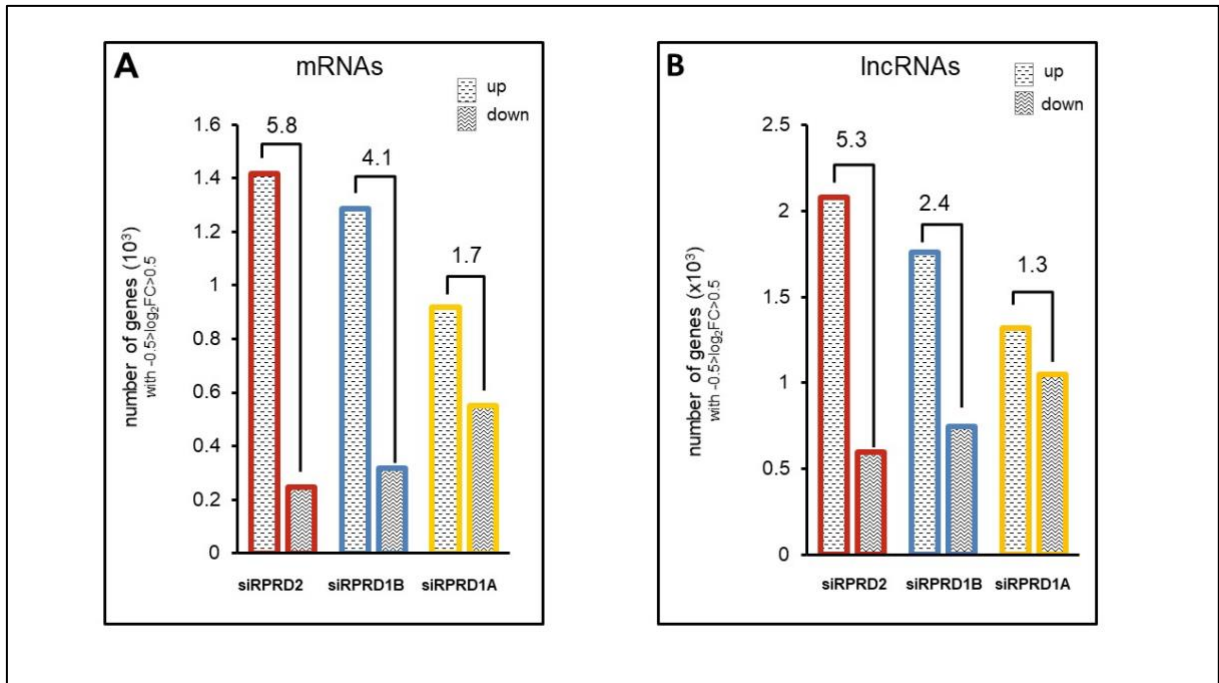 A
mRNAs
up
down
number of genes (10³)
with -0.5>log₂FC>0.5
1.6
1.4
1.2
1
0.8
0.6
0.4
0.2
0
5.8
4.1
1.7
siRPRD2 siRPRD1B siRPRD1A
B
lncRNAs
up
down
number of genes (x10³)
with -0.5>log₂FC>0.5
2.5
2
1.5
1
0.5
0
5.3
2.4
1.3
siRPRD2 siRPRD1B siRPRD1A